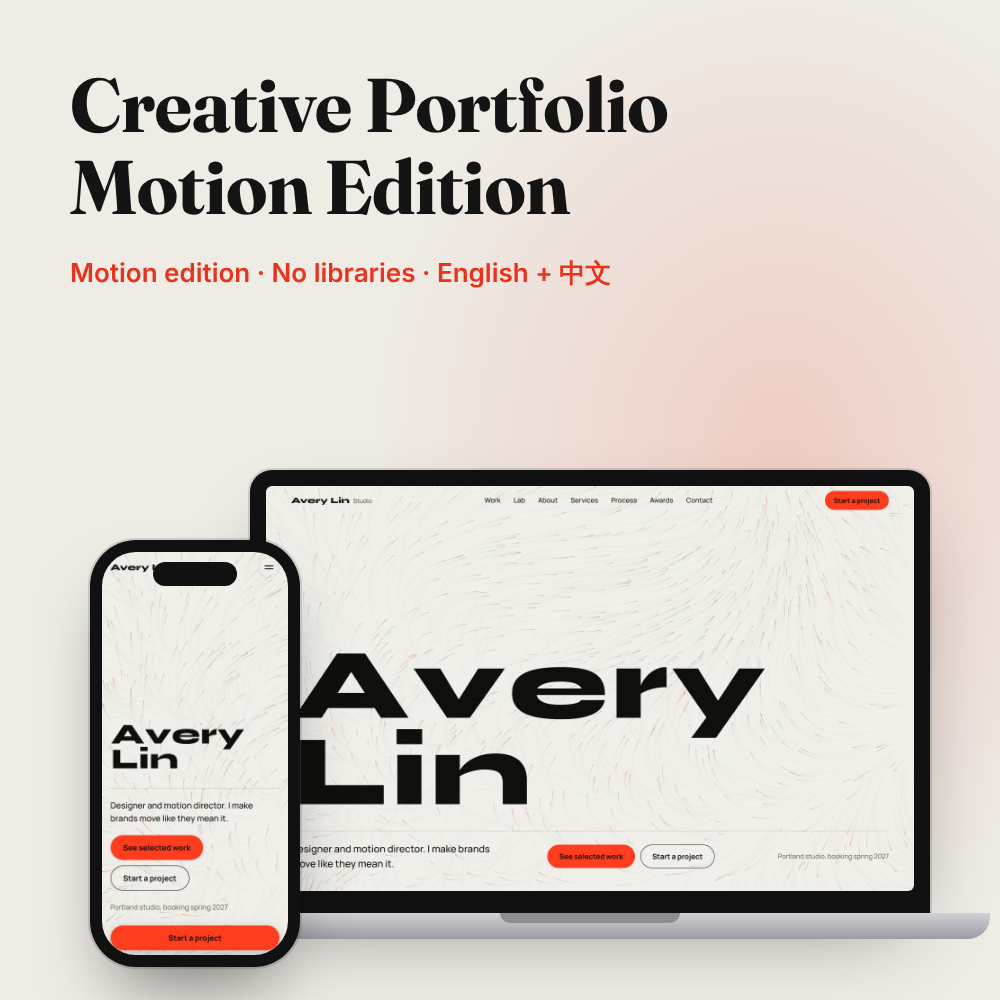 Creative Portfolio
Motion Edition
Motion edition · No libraries · English + 中文
Avery Lin Studio
Work Lab About Services Process Awards Contact
Start a project
Avery
Lin
esigner and motion director. I make brands
ove like they mean it.
See selected work
Start a project
Portland studio, booking spring 2027
Avery
Avery
Lin
Designer and motion director. I make
brands move like they mean it.
See selected work
Start a project
Portland studio, booking spring 2027
Start a project